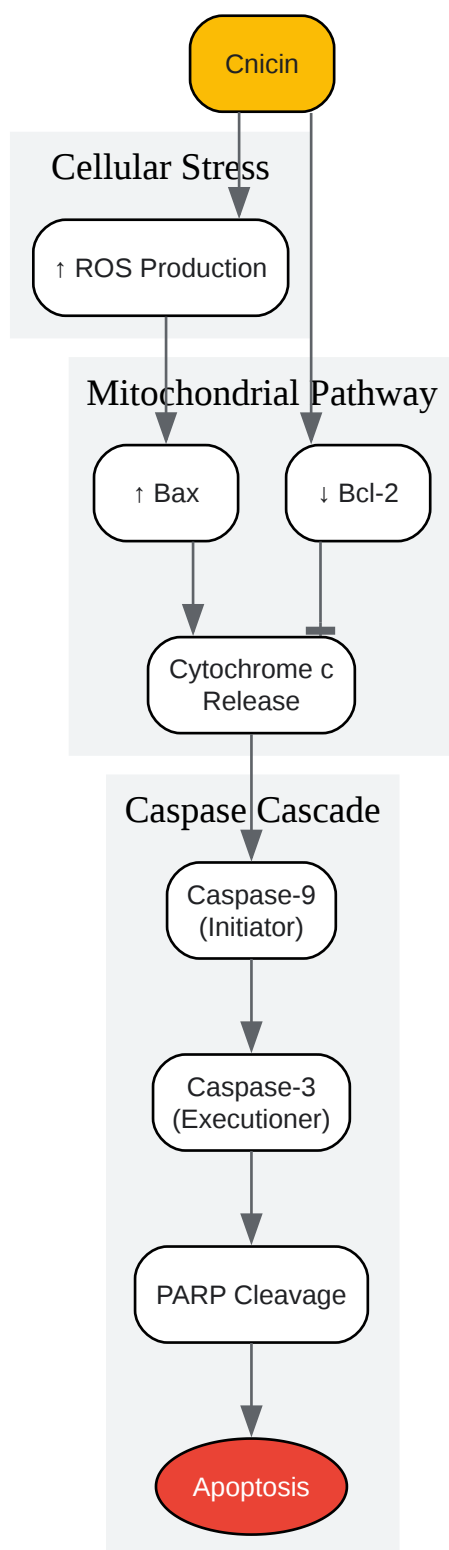 Cnicin
Cellular Stress
↑ ROS Production
Mitochondrial Pathway
↑ Bax
↓ Bcl-2
Cytochrome c
Release
Caspase Cascade
Caspase-9
(Initiator)
Caspase-3
(Executioner)
PARP Cleavage
Apoptosis